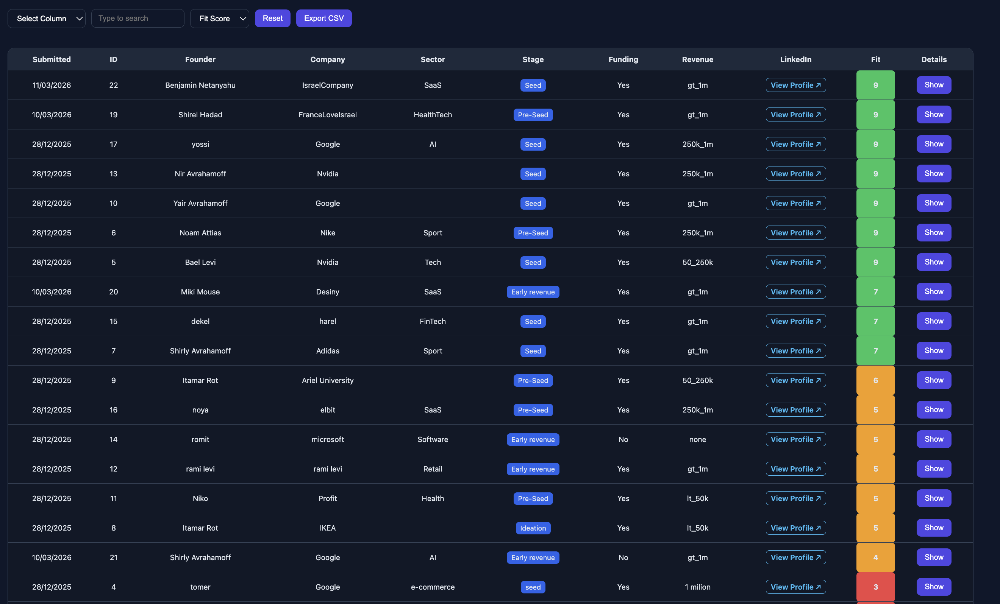 Select Column Type to search Fit Score Reset Export CSV
Submitted ID Founder Company Sector Stage Funding Revenue LinkedIn Fit Details
11/03/2026 22 Benjamin Netanyahu IsraelCompany SaaS Seed Yes gt_1m View Profile ↗ 9 Show
10/03/2026 19 Shirel Hadad FranceLoveIsrael HealthTech Pre-Seed Yes gt_1m View Profile ↗ 9 Show
28/12/2025 17 yossi Google AI Seed Yes 250k_1m View Profile ↗ 9 Show
28/12/2025 13 Nir Avrahamoff Nvidia Seed Yes 250k_1m View Profile ↗ 9 Show
28/12/2025 10 Yair Avrahamoff Google Seed Yes gt_1m View Profile ↗ 9 Show
28/12/2025 6 Noam Attias Nike Sport Pre-Seed Yes 250k_1m View Profile ↗ 9 Show
28/12/2025 5 Bael Levi Nvidia Tech Seed Yes 50_250k View Profile ↗ 9 Show
10/03/2026 20 Miki Mouse Desiny SaaS Early revenue Yes gt_1m View Profile ↗ 7 Show
28/12/2025 15 dekel harel FinTech Seed Yes gt_1m View Profile ↗ 7 Show
28/12/2025 7 Shirly Avrahamoff Adidas Sport Seed Yes gt_1m View Profile ↗ 7 Show
28/12/2025 9 Itamar Rot Ariel University Pre-Seed Yes 50_250k View Profile ↗ 6 Show
28/12/2025 16 noya elbit SaaS Pre-Seed Yes 250k_1m View Profile ↗ 5 Show
28/12/2025 14 romit microsoft Software Early revenue No none View Profile ↗ 5 Show
28/12/2025 12 rami levi rami levi Retail Early revenue Yes gt_1m View Profile ↗ 5 Show
28/12/2025 11 Niko Profit Health Pre-Seed Yes lt_50k View Profile ↗ 5 Show
28/12/2025 8 Itamar Rot IKEA Ideation Yes lt_50k View Profile ↗ 5 Show
10/03/2026 21 Shirly Avrahamoff Google AI Early revenue No gt_1m View Profile ↗ 4 Show
28/12/2025 4 tomer Google e-commerce seed Yes 1 milion View Profile ↗ 3 Show